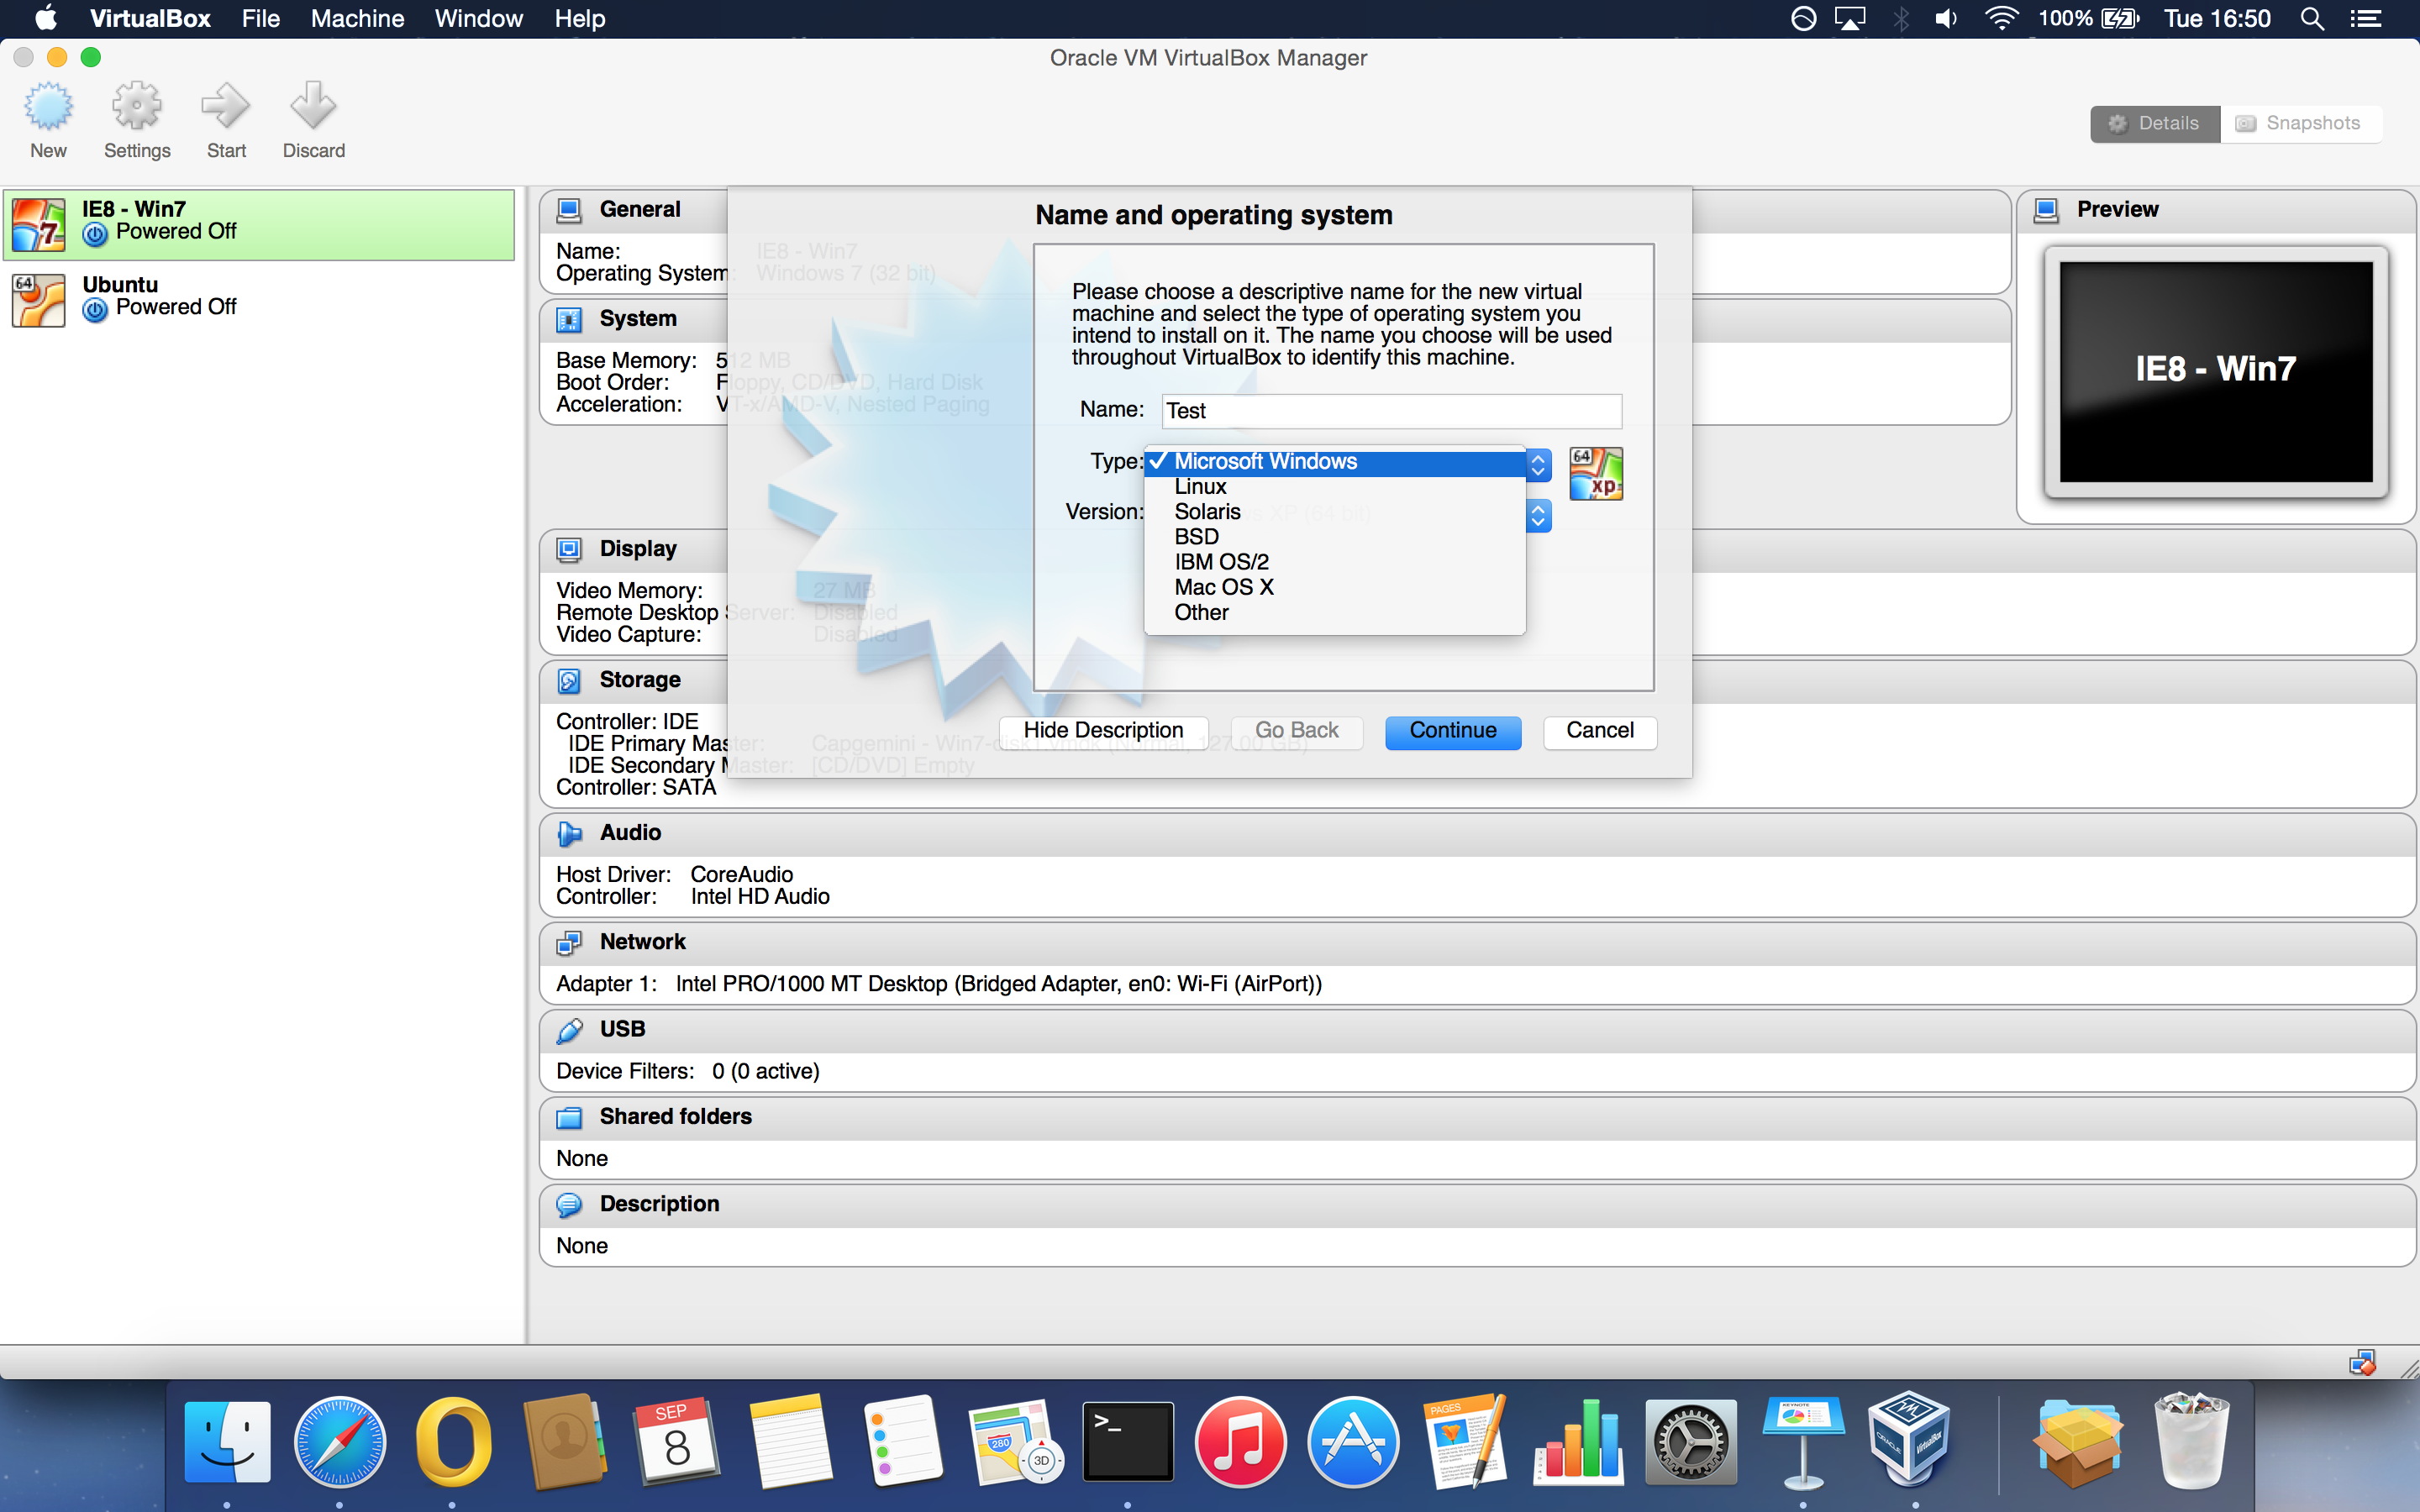 VirtualBox File Machine Window Help 100% Tue 16:50
Oracle VM VirtualBox Manager
New Settings Start Discard Details Snapshots
IE8 - Win7
Powered Off
Ubuntu
Powered Off
General
Name: IE8 - Win7
Operating System: Windows 7 (32 bit)
System
Base Memory: 512 MB
Boot Order: Floppy, CD/DVD, Hard Disk
Acceleration: VT-x/AMD-V, Nested Paging
Preview
IE8 - Win7
Name and operating system
Please choose a descriptive name for the new virtual
machine and select the type of operating system you
intend to install on it. The name you choose will be used
throughout VirtualBox to identify this machine.
Name: Test
Type: Microsoft Windows
Linux
Version: Solaris
BSD
IBM OS/2
Mac OS X
Other
64
xp
Hide Description Go Back Continue Cancel
Display
Video Memory: 27 MB
Remote Desktop Server: Disabled
Video Capture: Disabled
Storage
Controller: IDE
IDE Primary Master: Capgemini - Win7-disk1.vmdk (Normal, 127.00 GB)
IDE Secondary Master: [CD/DVD] Empty
Controller: SATA
Audio
Host Driver: CoreAudio
Controller: Intel HD Audio
Network
Adapter 1: Intel PRO/1000 MT Desktop (Bridged Adapter, en0: Wi-Fi (AirPort))
USB
Device Filters: 0 (0 active)
Shared folders
None
Description
None
SEP
8
280
3D
PAGES
KEYNOTE
ORACLE
VirtualBox